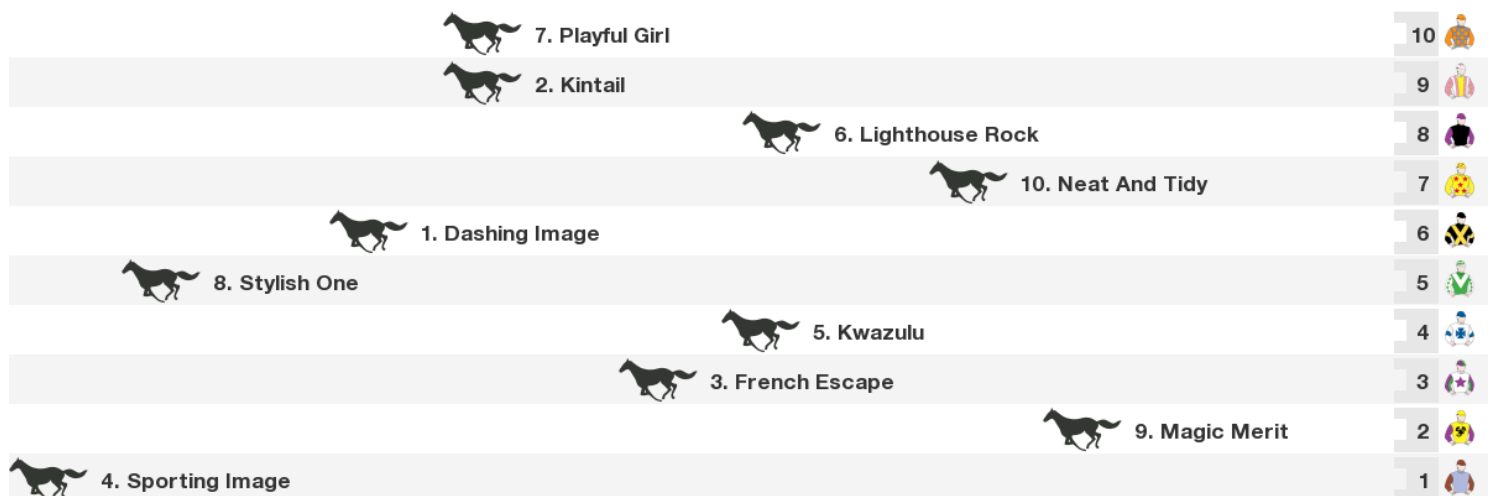 7. Playful Girl 10
2. Kintail 9
6. Lighthouse Rock 8
10. Neat And Tidy 7
1. Dashing Image 6
8. Stylish One 5
5. Kwazulu 4
3. French Escape 3
9. Magic Merit 2
4. Sporting Image 1